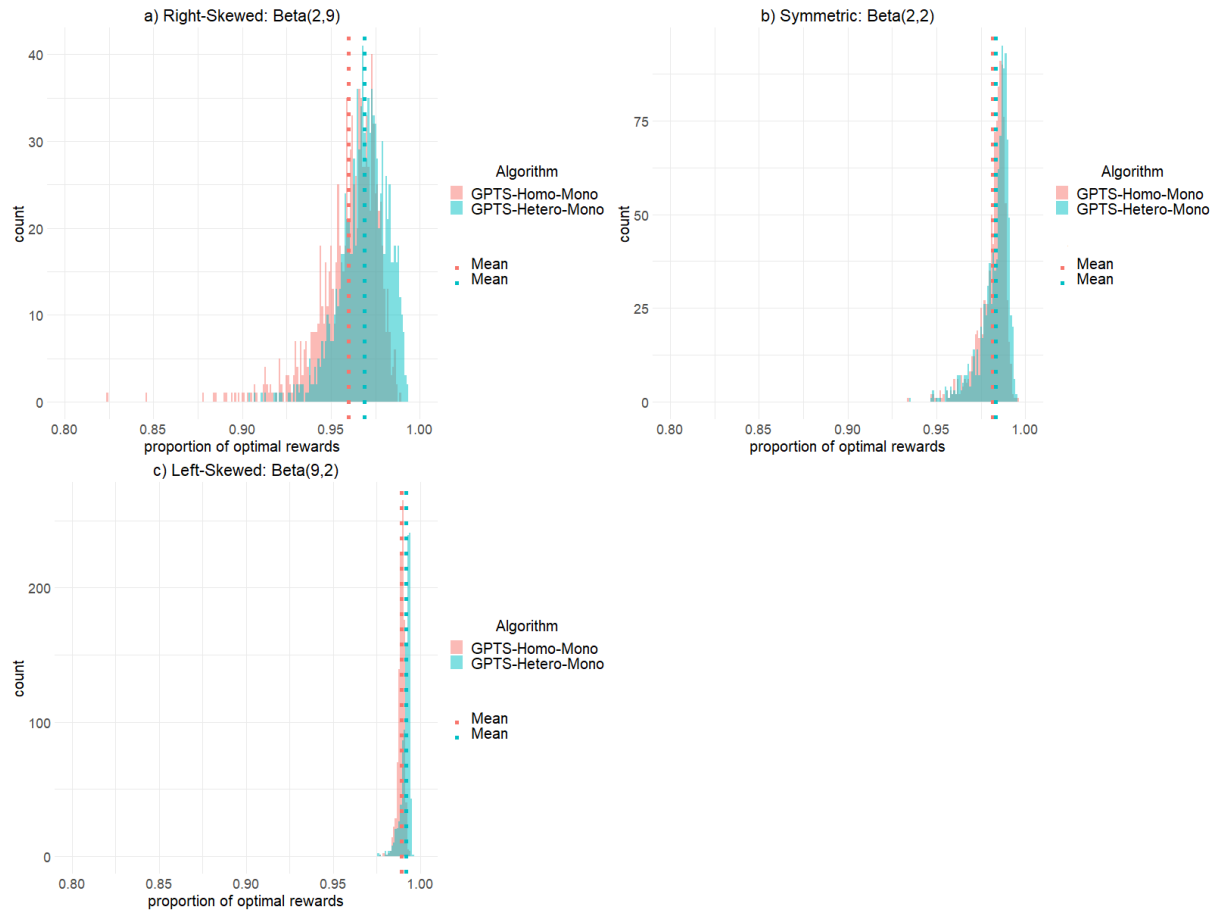 a) Right-Skewed: Beta(2,9)
40
30
20
10
0
count
0.80 0.85 0.90 0.95 1.00
proportion of optimal rewards
Algorithm
GPTS-Homo-Mono
GPTS-Hetero-Mono
Mean
Mean
b) Symmetric: Beta(2,2)
75
50
25
0
count
0.80 0.85 0.90 0.95 1.00
proportion of optimal rewards
Algorithm
GPTS-Homo-Mono
GPTS-Hetero-Mono
Mean
Mean
c) Left-Skewed: Beta(9,2)
200
100
0
count
0.80 0.85 0.90 0.95 1.00
proportion of optimal rewards
Algorithm
GPTS-Homo-Mono
GPTS-Hetero-Mono
Mean
Mean